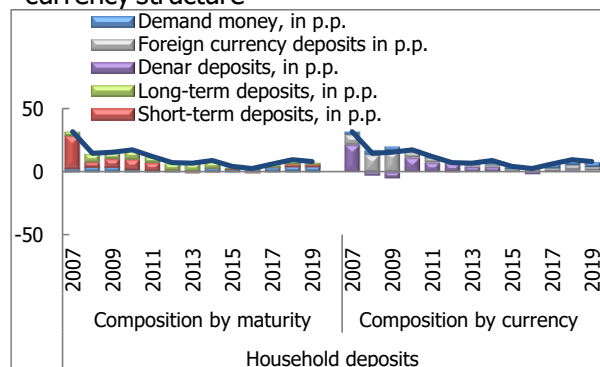 currency structure
Demand money, in p.p.
Foreign currency deposits in p.p.
Denar deposits, in p.p.
Long-term deposits, in p.p.
Short-term deposits, in p.p.
50
0
-50
2007 2009 2011 2013 2015 2017 2019 2007 2009 2011 2013 2015 2017 2019
Composition by maturity Composition by currency
Household deposits